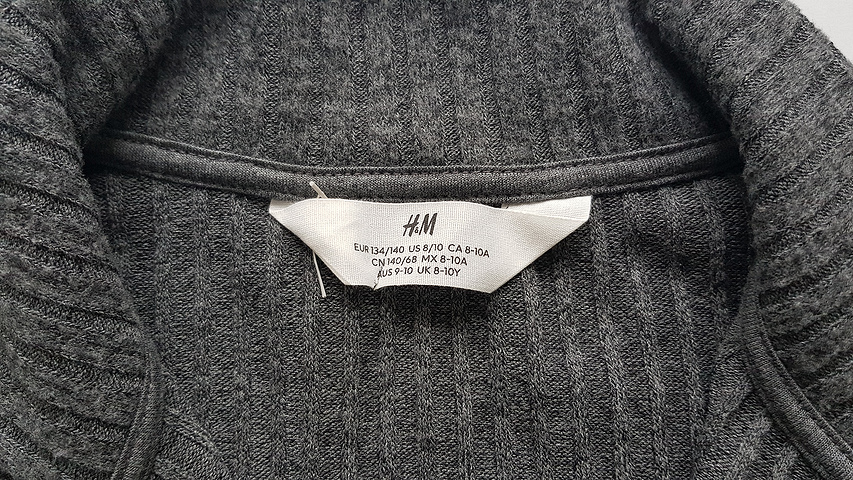 H&M
EUR 134/140 US 8/10 CA 8-10A
CN 140/68 MX 8-10A
AUS 9-10 UK 8-10Y